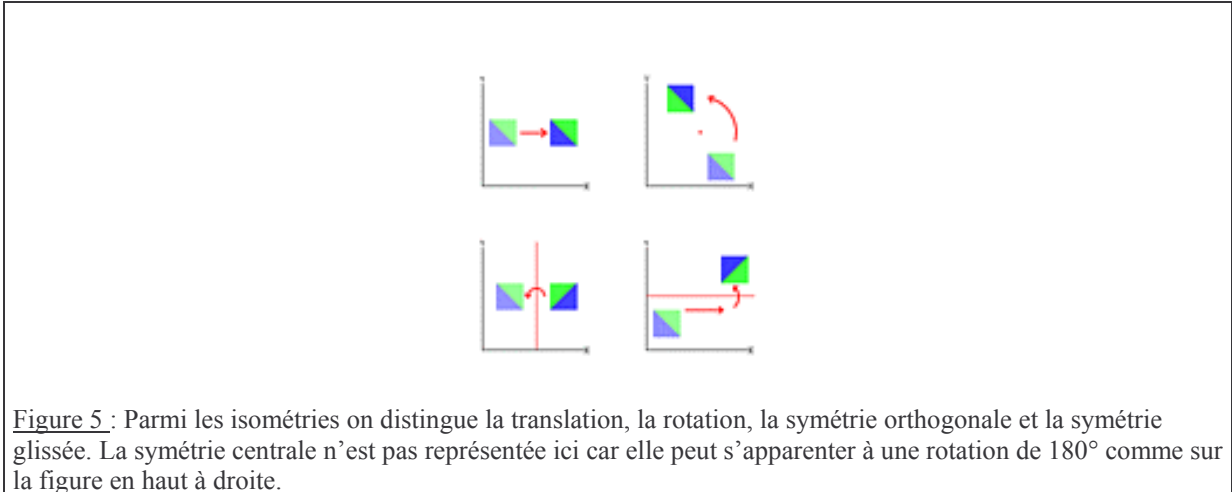 Figure 5 : Parmi les isométries on distingue la translation, la rotation, la symétrie orthogonale et la symétrie
glissée. La symétrie centrale n’est pas représentée ici car elle peut s’apparenter à une rotation de 180° comme sur
la figure en haut à droite.